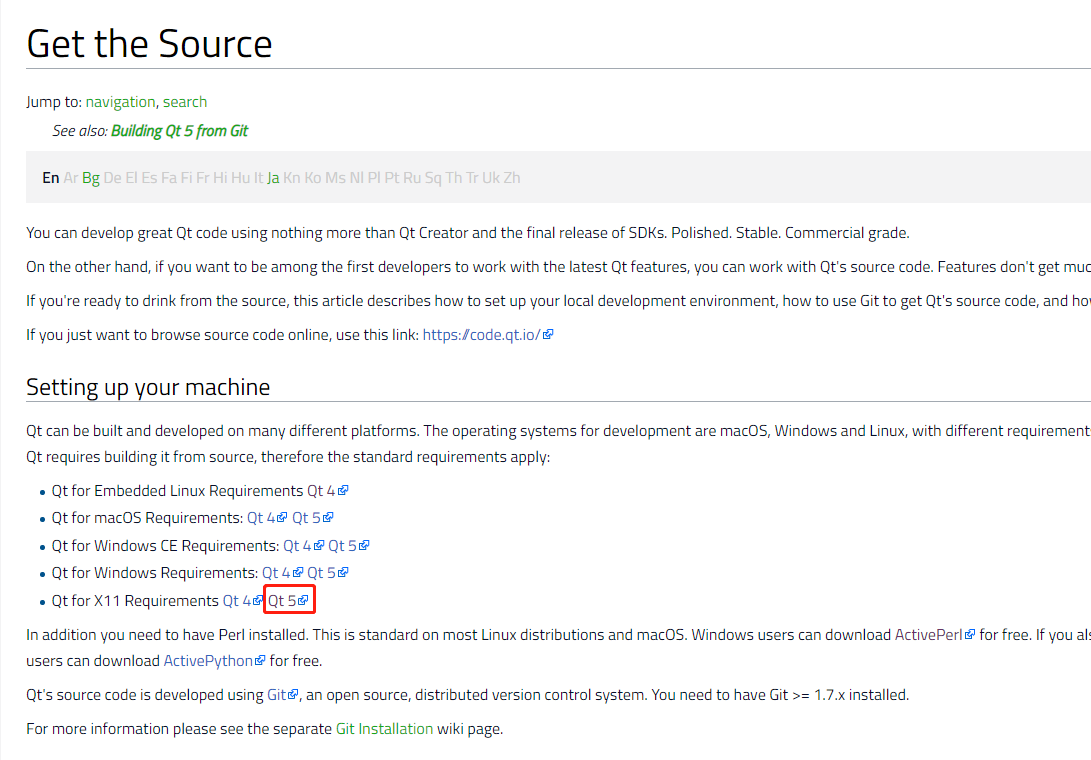 Get the Source
Jump to: navigation, search
See also: Building Qt 5 from Git
En Ar Bg De El Es Fa Fi Fr Hi Hu It Ja Kn Ko Ms Nl Pl Pt Ru Sq Th Tr Uk Zh
You can develop great Qt code using nothing more than Qt Creator and the final release of SDKs. Polished. Stable. Commercial grade.
On the other hand, if you want to be among the first developers to work with the latest Qt features, you can work with Qt's source code. Features don't get muc
If you're ready to drink from the source, this article describes how to set up your local development environment, how to use Git to get Qt's source code, and ho
If you just want to browse source code online, use this link: https://code.qt.io/
Setting up your machine
Qt can be built and developed on many different platforms. The operating systems for development are macOS, Windows and Linux, with different requirement
Qt requires building it from source, therefore the standard requirements apply:
• Qt for Embedded Linux Requirements Qt 4
• Qt for macOS Requirements: Qt 4 Qt 5
• Qt for Windows CE Requirements: Qt 4 Qt 5
• Qt for Windows Requirements: Qt 4 Qt 5
• Qt for X11 Requirements Qt 4 Qt 5
In addition you need to have Perl installed. This is standard on most Linux distributions and macOS. Windows users can download ActivePerl for free. If you al
users can download ActivePython for free.
Qt's source code is developed using Git, an open source, distributed version control system. You need to have Git >= 1.7.x installed.
For more information please see the separate Git Installation wiki page.